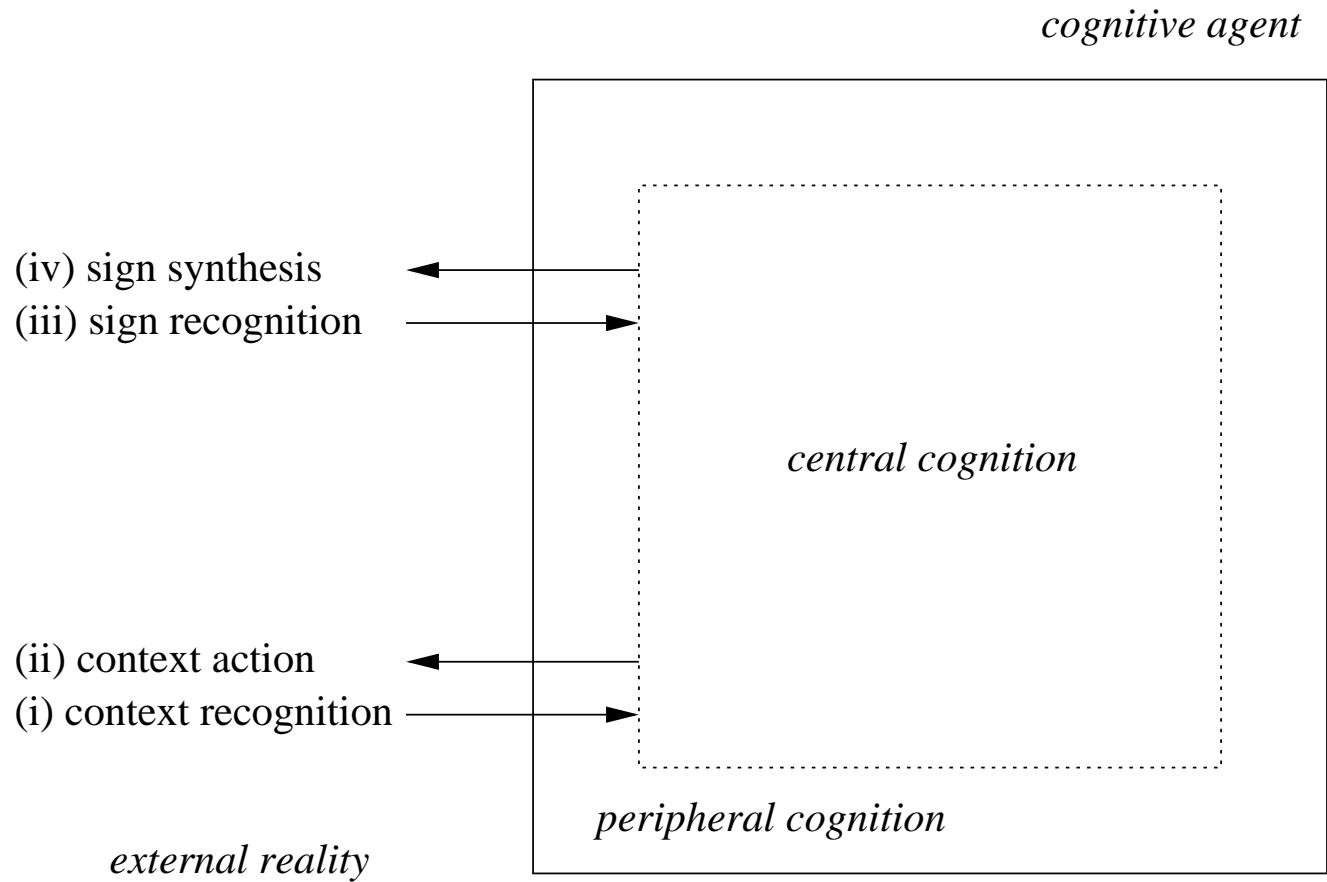 cognitive agent
(iv) sign synthesis
(iii) sign recognition
central cognition
(ii) context action
(i) context recognition
peripheral cognition
external reality